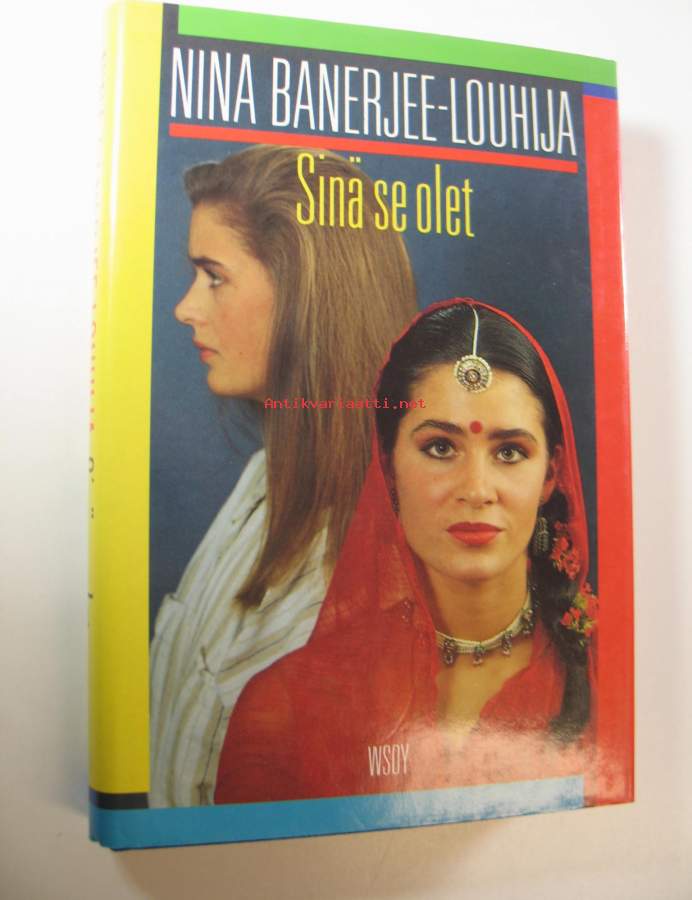 NINA BANERJEE-LOUHIJA
Sinä se olet
Antikvariaatti.net
WSOY